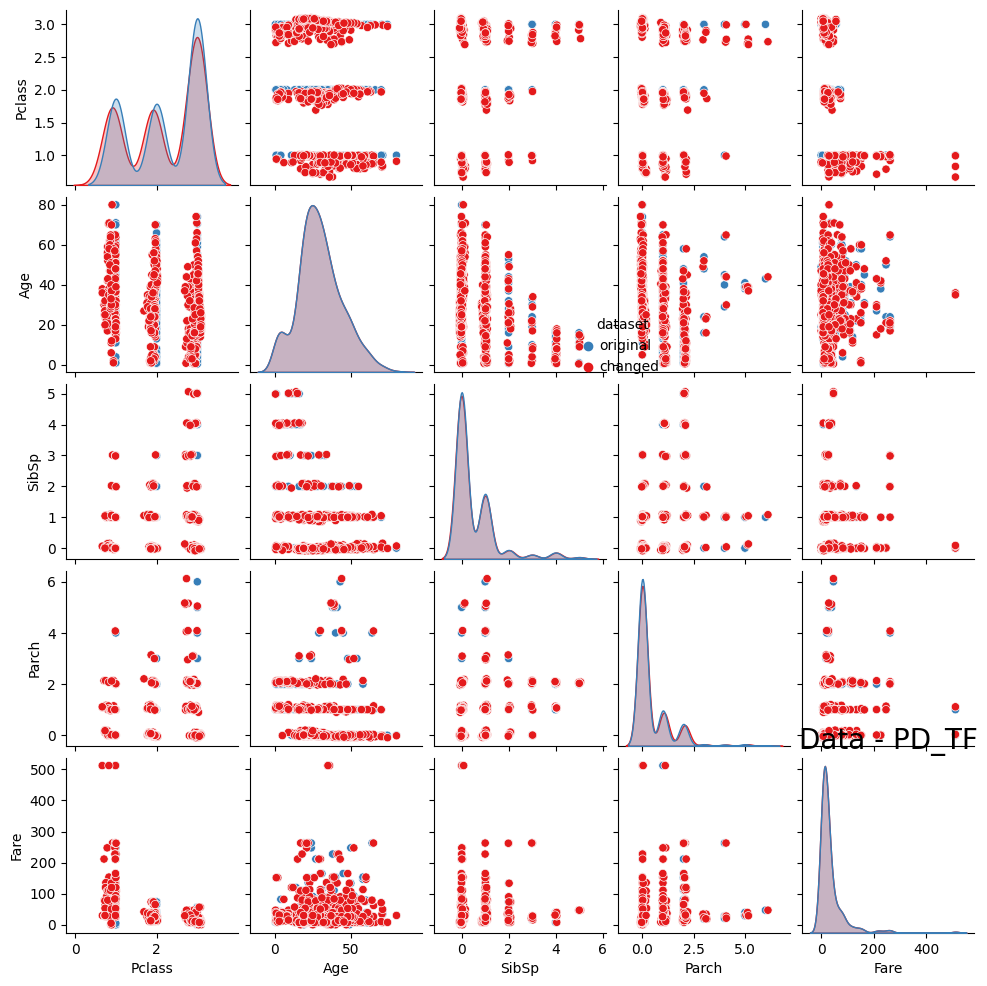 3.0
2.5
2.0
1.5
1.0
Pclass
80
60
40
20
0
Age
dataset
original
changed
5
4
3
2
1
0
SibSp
6
4
2
0
Parch
Data - PD_TF
500
400
300
200
100
0
Fare
0 2
0 50
0 2 4 6
0.0 2.5 5.0
0 200 400
Pclass Age SibSp Parch Fare